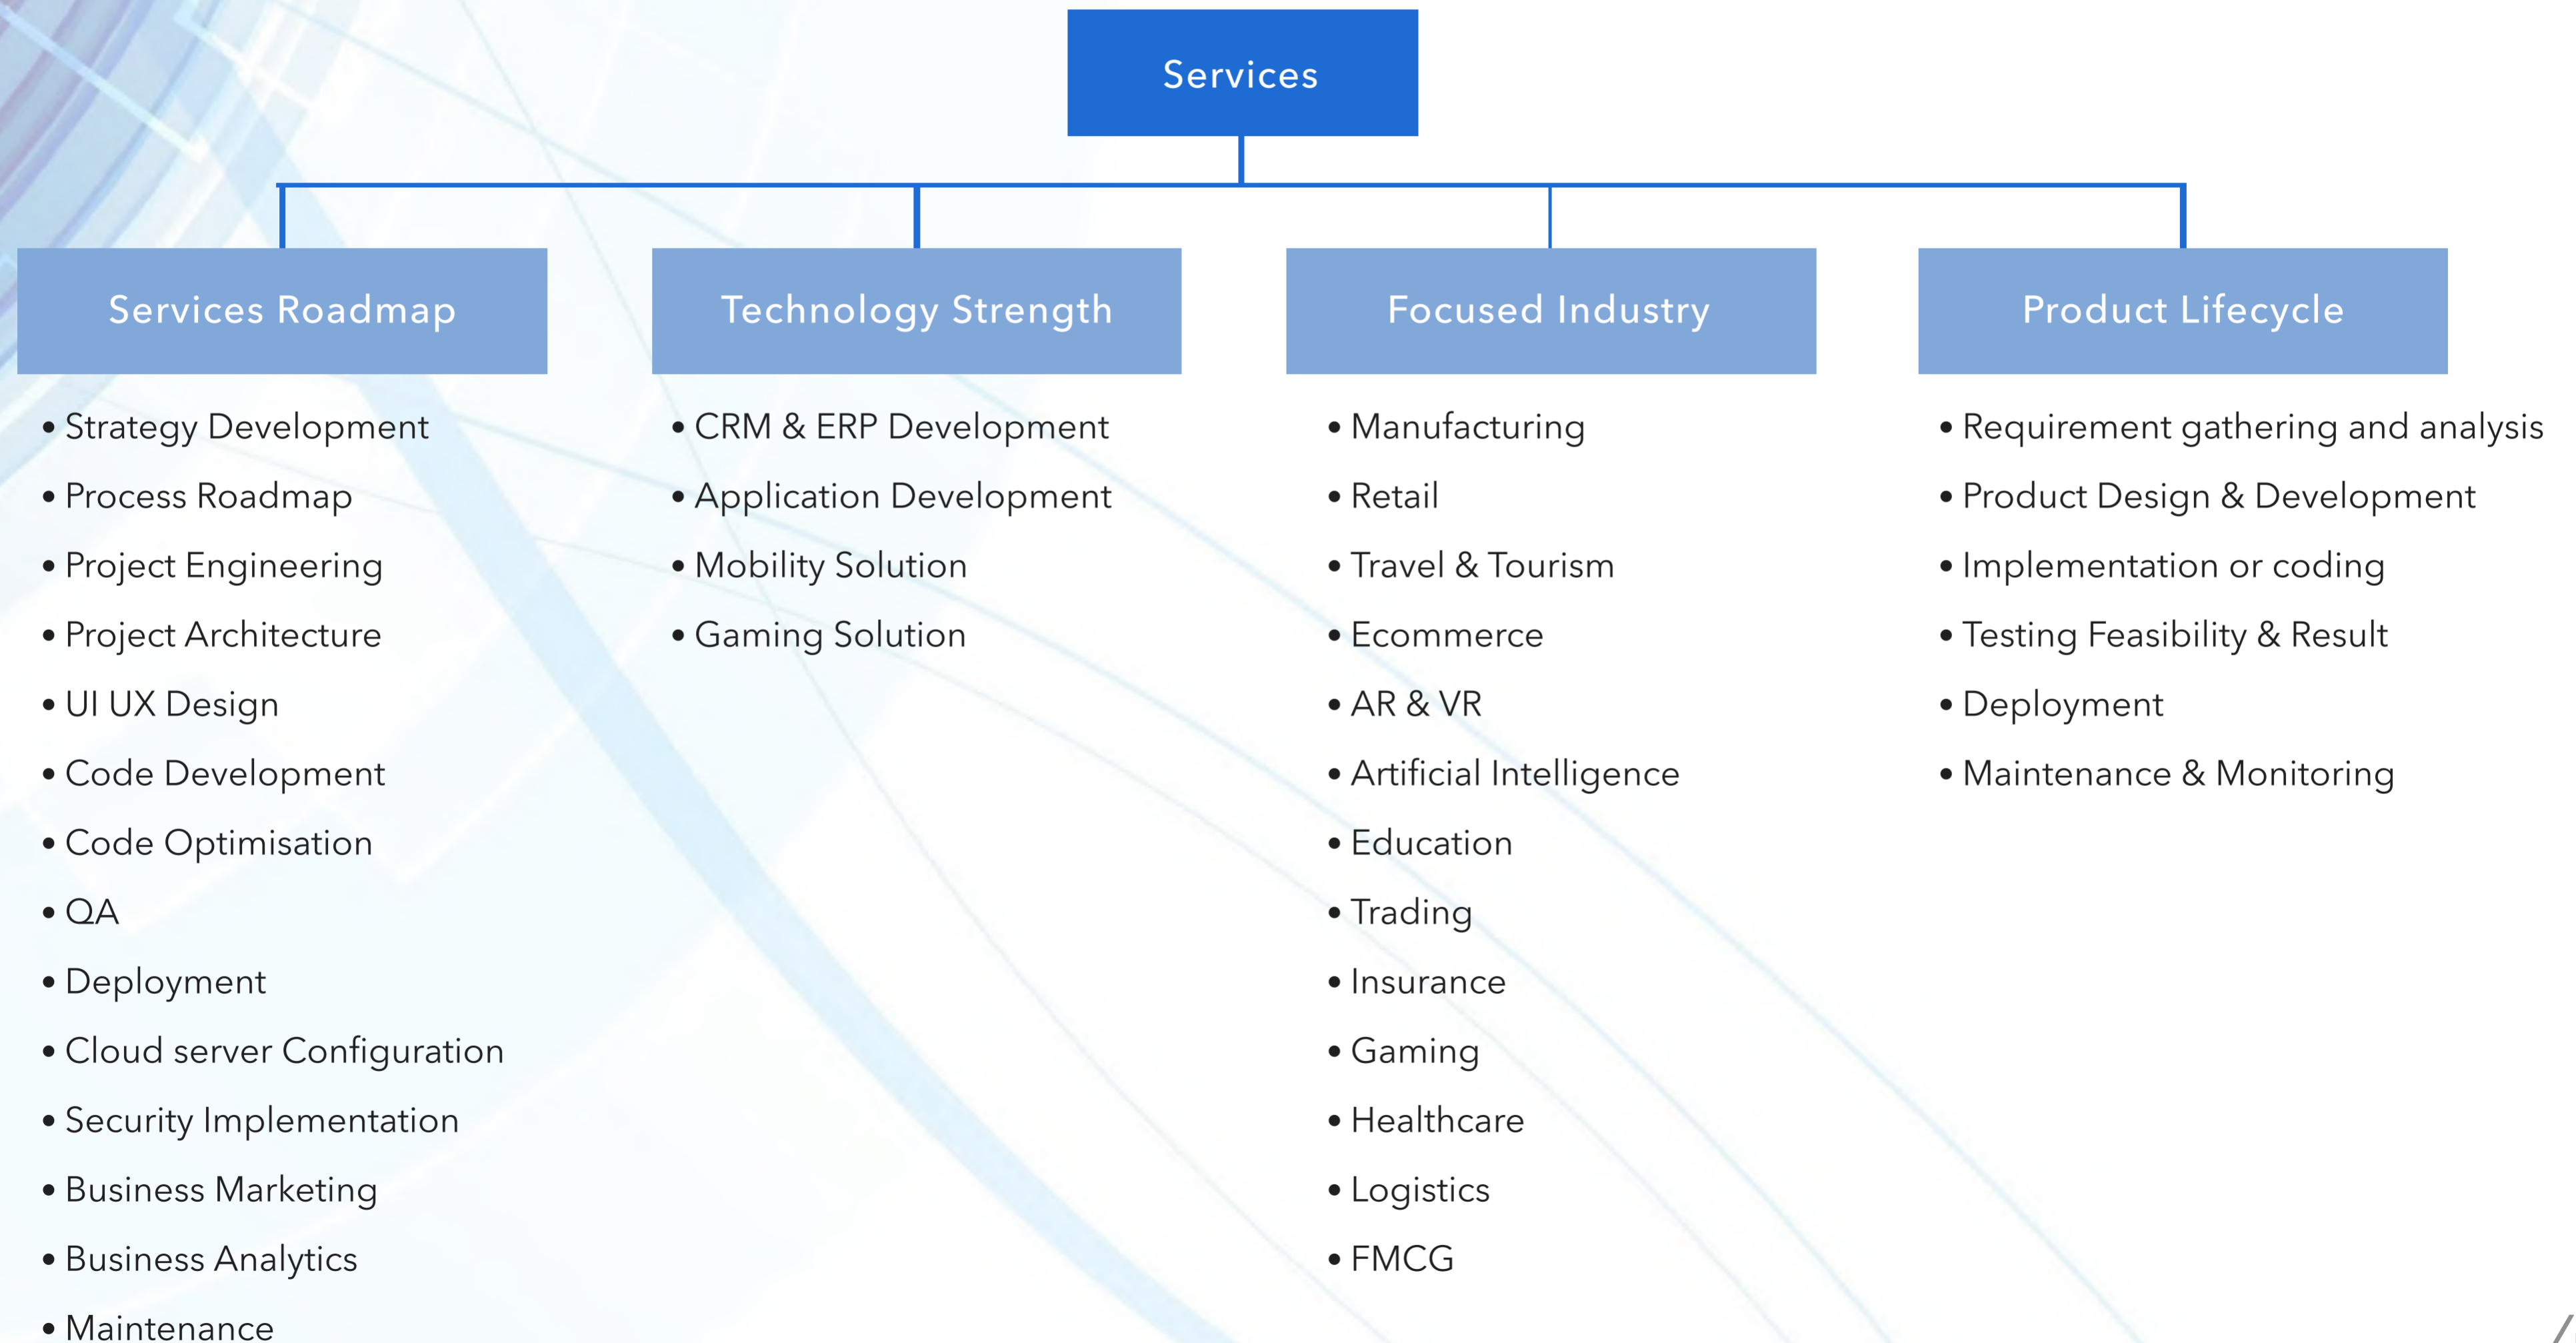 Services
Services Roadmap
• Strategy Development
• Process Roadmap
• Project Engineering
• Project Architecture
• UI UX Design
• Code Development
• Code Optimisation
• QA
• Deployment
• Cloud server Configuration
• Security Implementation
• Business Marketing
• Business Analytics
• Maintenance
Technology Strength
• CRM & ERP Development
• Application Development
• Mobility Solution
• Gaming Solution
Focused Industry
• Manufacturing
• Retail
• Travel & Tourism
• Ecommerce
• AR & VR
• Artificial Intelligence
• Education
• Trading
• Insurance
• Gaming
• Healthcare
• Logistics
• FMCG
Product Lifecycle
• Requirement gathering and analysis
• Product Design & Development
• Implementation or coding
• Testing Feasibility & Result
• Deployment
• Maintenance & Monitoring